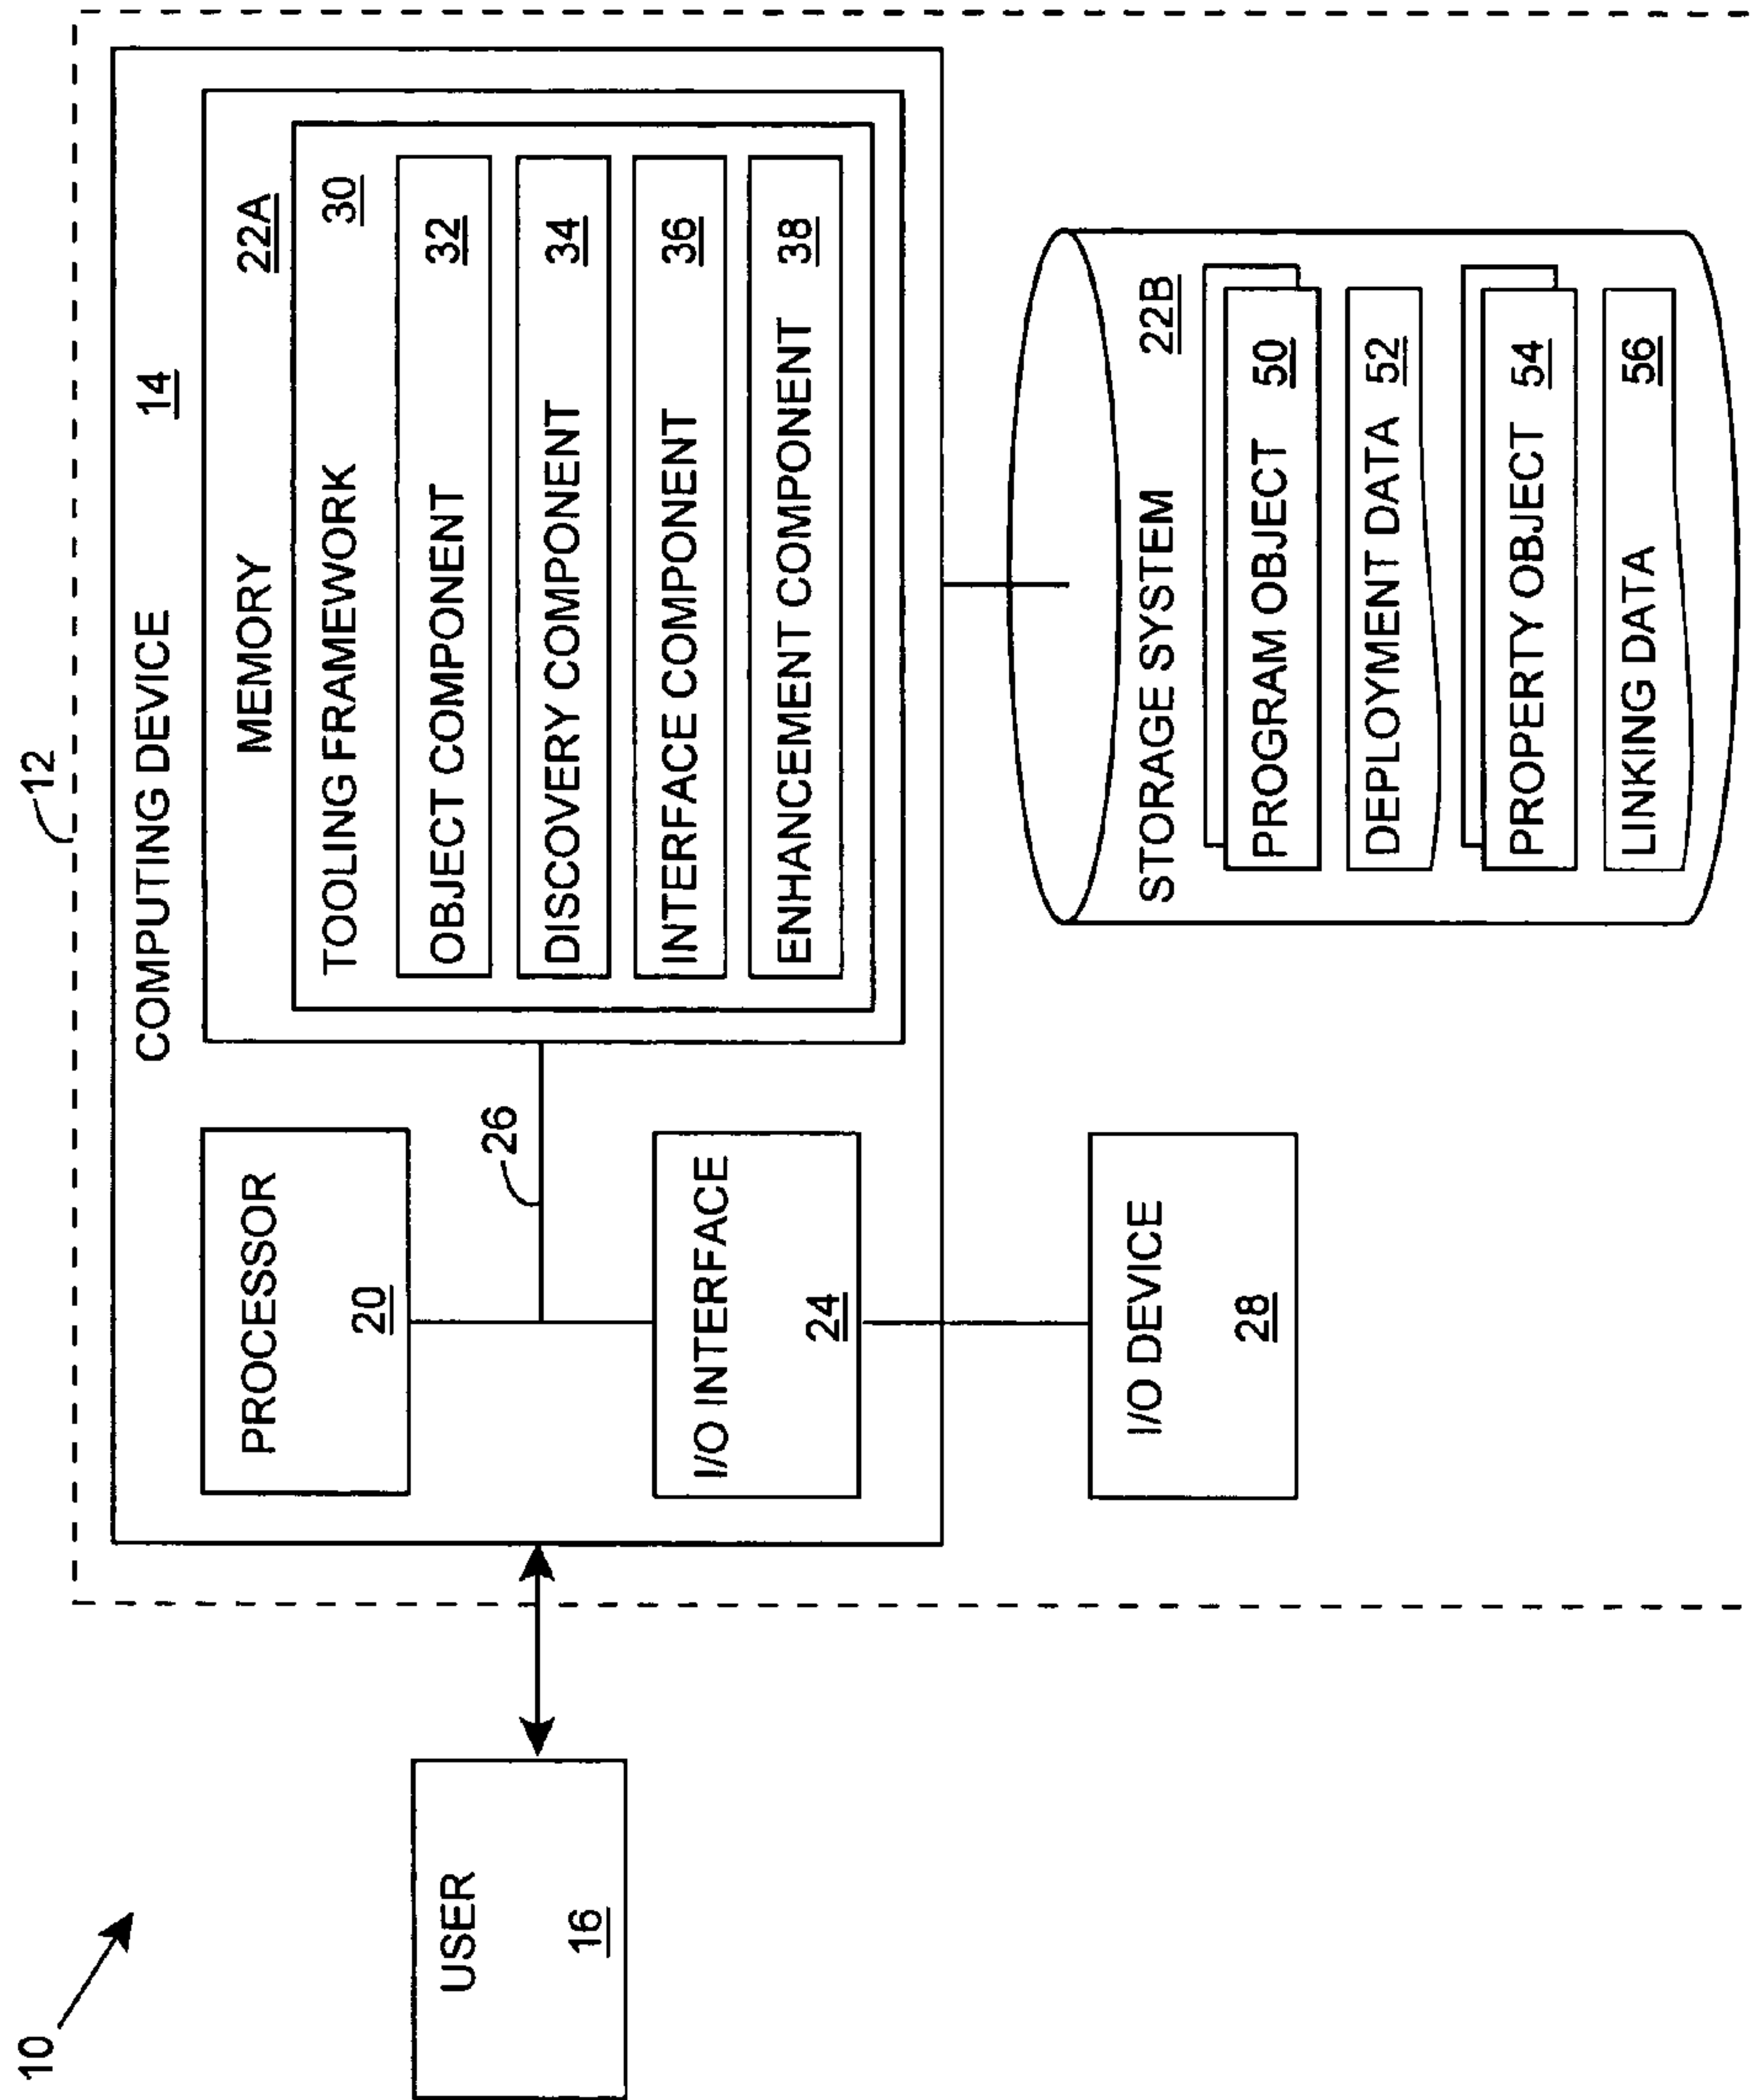 10
12
COMPUTING DEVICE 14
PROCESSOR
20
MEMORY 22A
TOOLING FRAMEWORK 30
OBJECT COMPONENT 32
DISCOVERY COMPONENT 34
INTERFACE COMPONENT 36
ENHANCEMENT COMPONENT 38
26
USER
16
I/O INTERFACE
24
I/O DEVICE
28
STORAGE SYSTEM 22B
PROGRAM OBJECT 50
DEPLOYMENT DATA 52
PROPERTY OBJECT 54
LINKING DATA 56